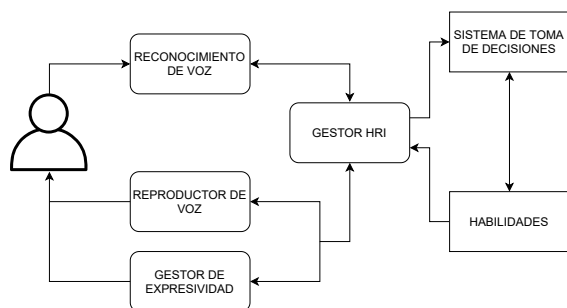 RECONOCIMIENTO
DE VOZ
SISTEMA DE TOMA
DE DECISIONES
GESTOR HRI
REPRODUCTOR DE
VOZ
HABILIDADES
GESTOR DE
EXPRESIVIDAD